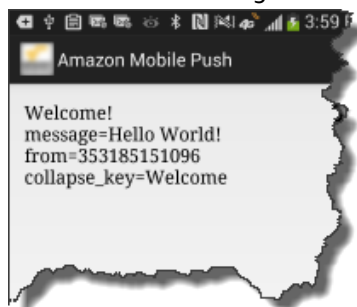 3:59
Amazon Mobile Push
Welcome!
message=Hello World!
from=353185151096
collapse_key=Welcome